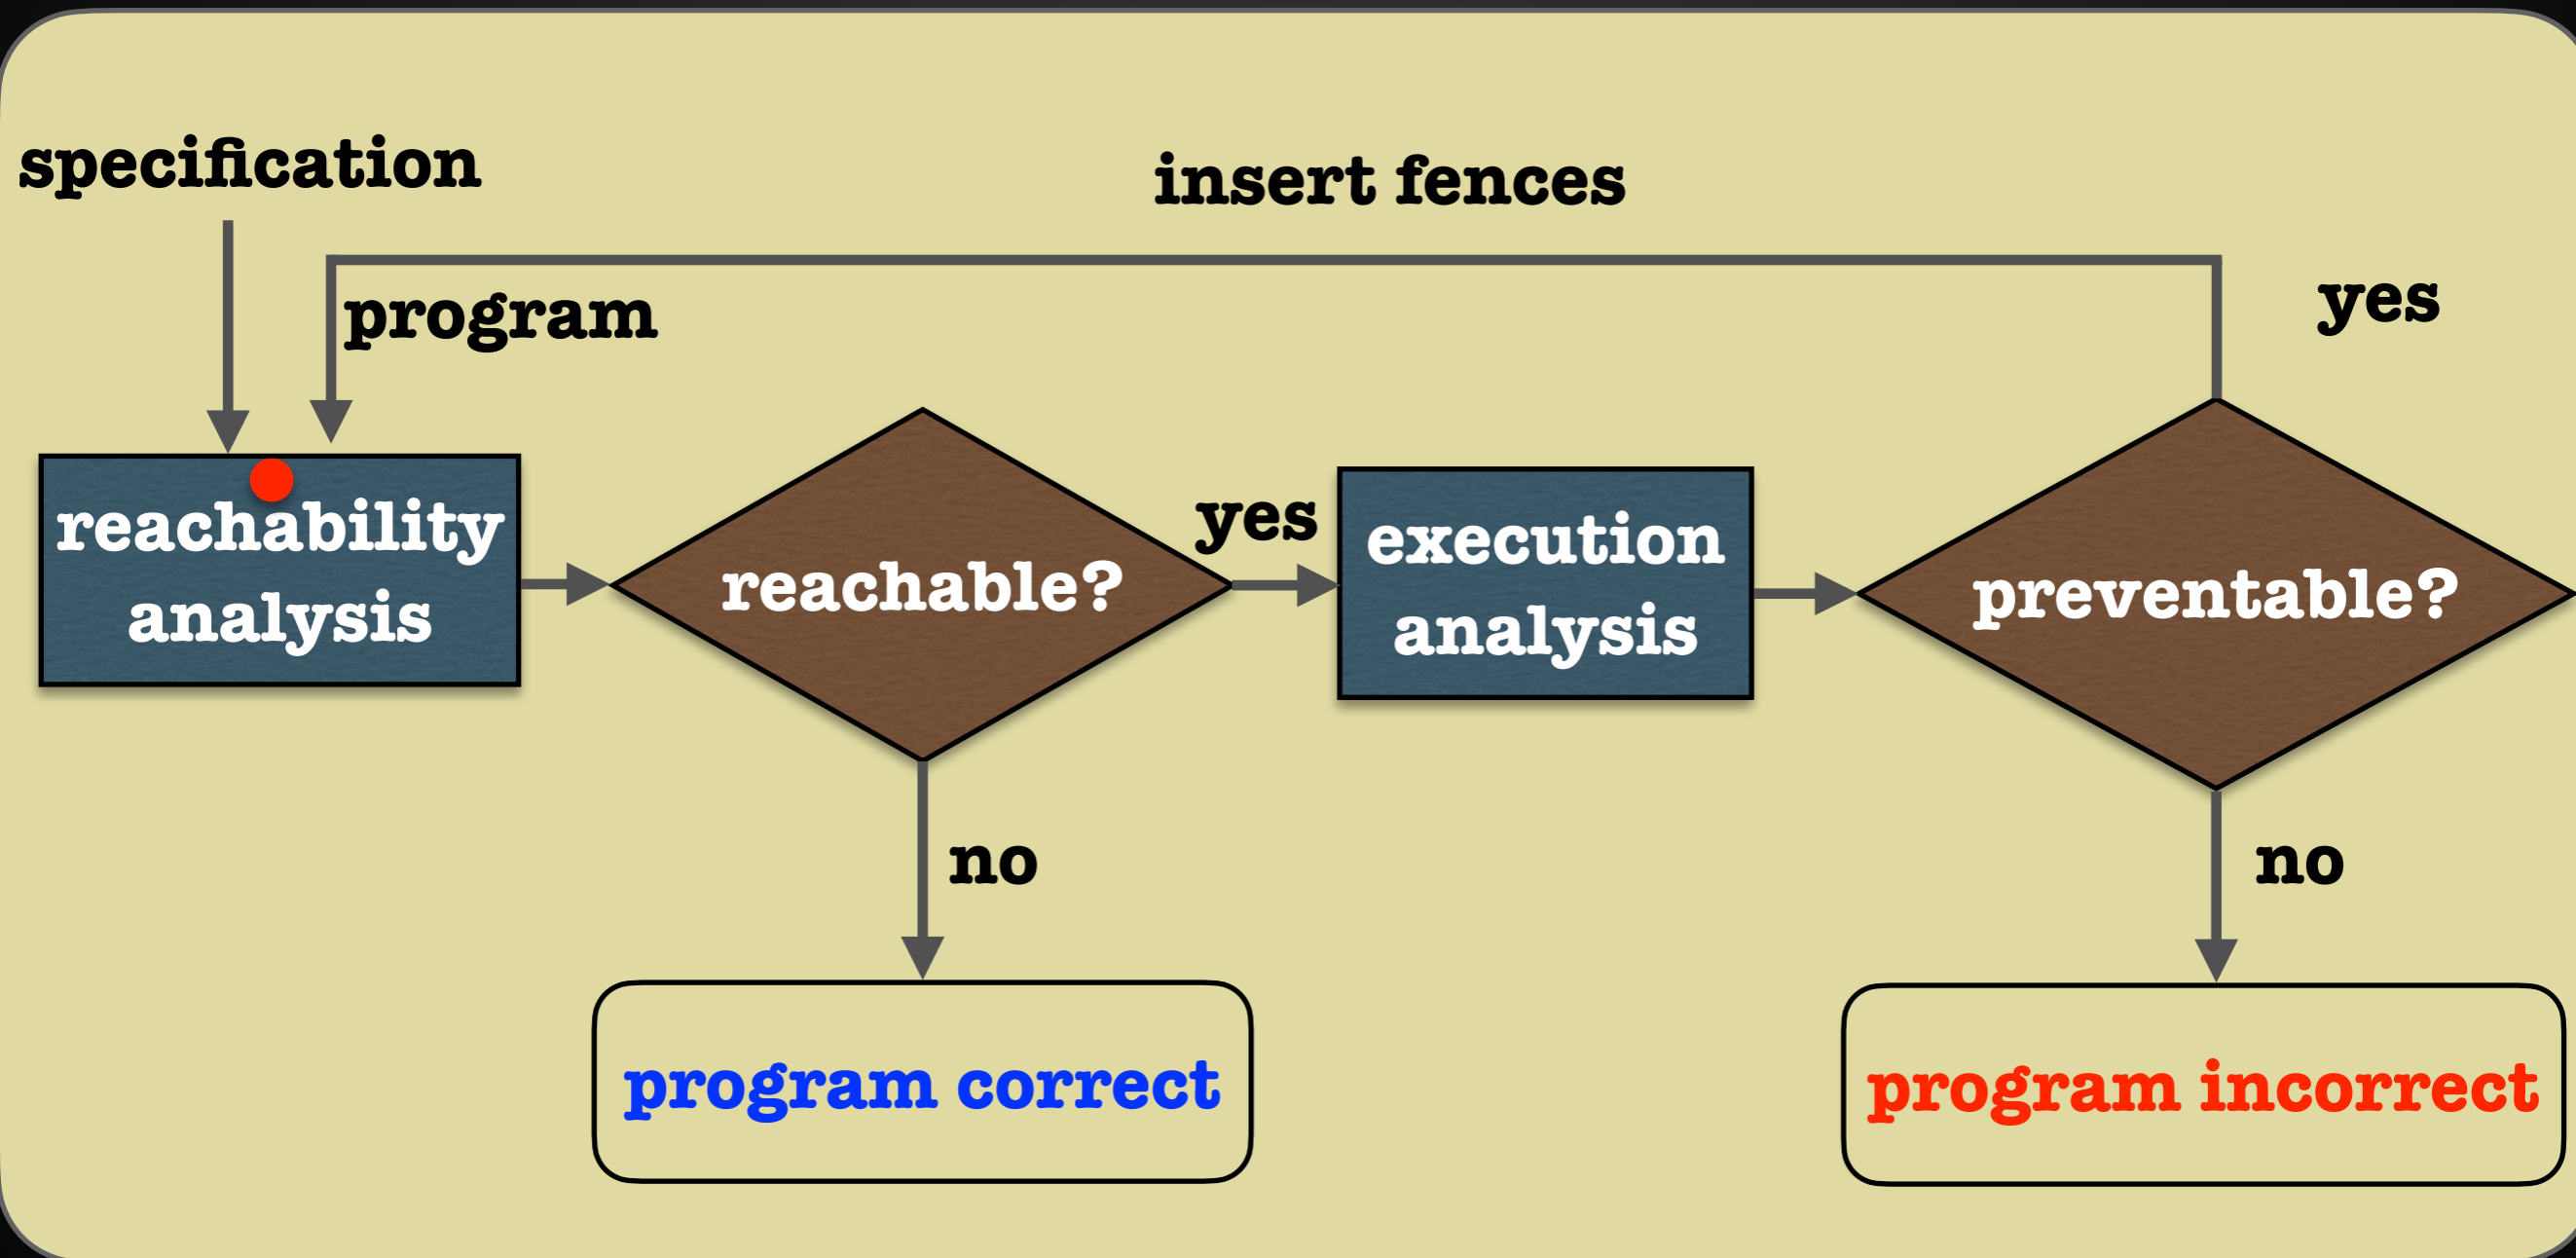 specification
insert fences
program
yes
reachability
analysis
reachable?
yes
execution
analysis
preventable?
no
no
program correct
program incorrect